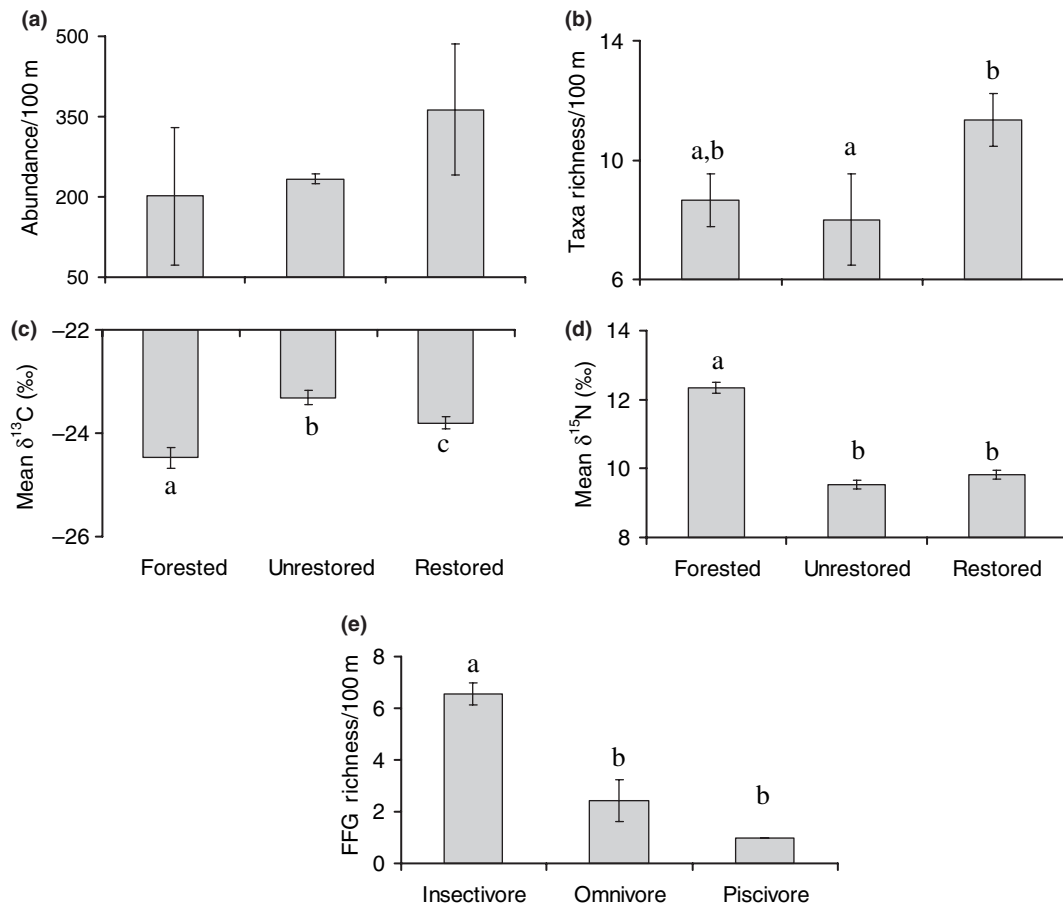 (a)
Abundance/100 m
500
350
200
50
(b)
Taxa richness/100 m
14
10
6
a,b
a
b
(c)
Mean δ13C (‰)
–22
–24
–26
a
b
c
Forested Unrestored Restored
(d)
Mean δ15N (‰)
14
12
10
8
a
b
b
Forested Unrestored Restored
(e)
FFG richness/100 m
8
6
4
2
0
a
b
b
Insectivore Omnivore Piscivore